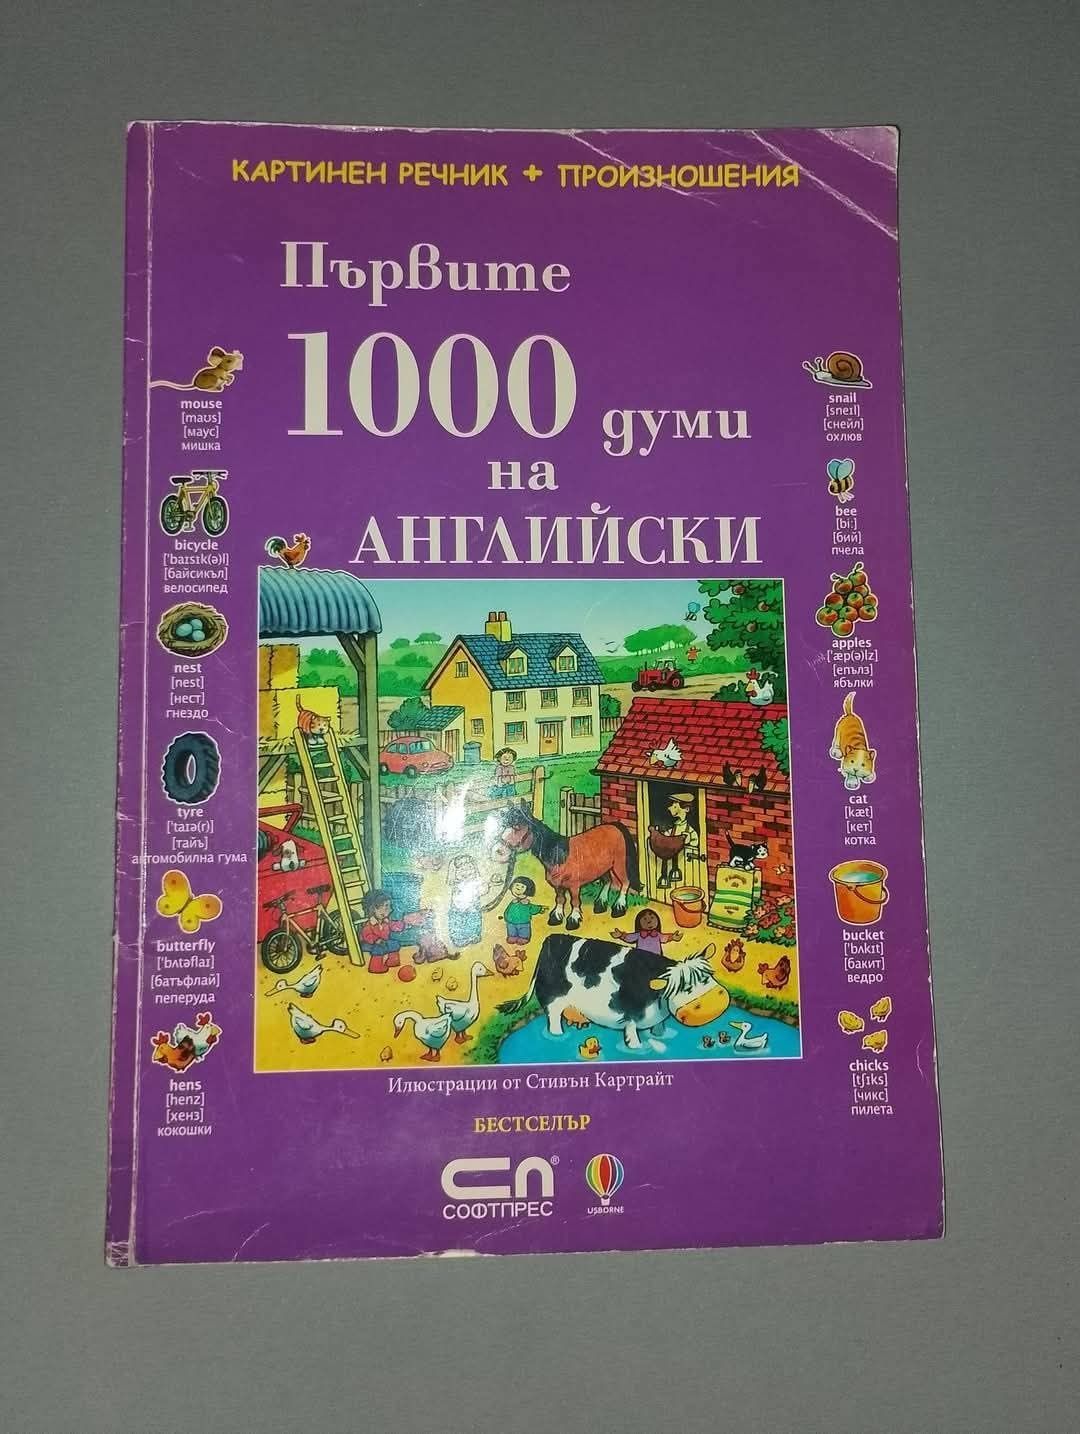 КАРТИНЕН РЕЧНИК + ПРОИЗНОШЕНИЯ
Първите
1000 думи
на
АНГЛИЙСКИ
mouse
[maʊs]
[маус]
мишка
bicycle
['baɪsɪk(ə)l]
[байсикъл]
велосипед
nest
[nest]
[нест]
гнездо
tyre
['taɪə(r)]
[тайъ]
автомобилна гума
butterfly
['bʌtəflaɪ]
[батъфлай]
пеперуда
hens
[henz]
[хенз]
кокошки
snail
[sneɪl]
[снейл]
охлюв
bee
[biː]
[бий]
пчела
apples
['æp(ə)lz]
[епълз]
ябълки
cat
[kæt]
[кет]
котка
bucket
['bʌkɪt]
[бакит]
ведро
chicks
[tʃɪks]
[чикс]
пилета
Илюстрации от Стивън Картрайт
БЕСТСЕЛЪР
СП®
СОФТПРЕС
USBORNE